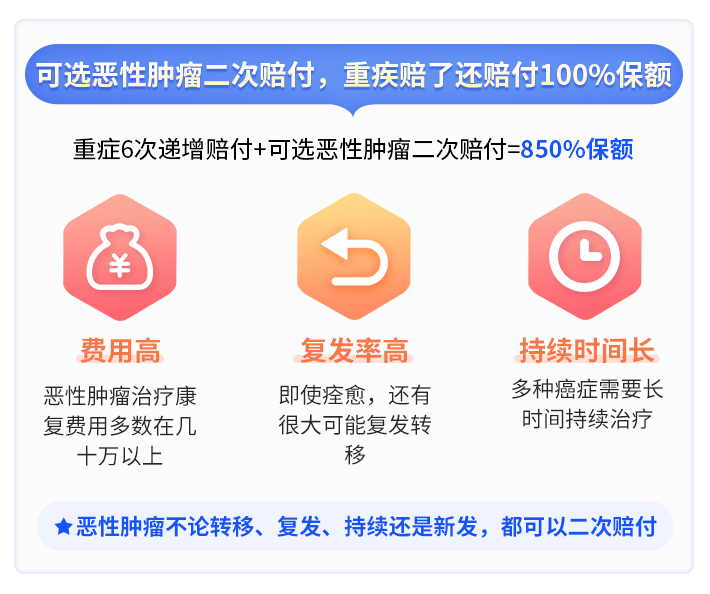 可选恶性肿瘤二次赔付，重疾赔了还赔付100%保额
重症6次递增赔付+可选恶性肿瘤二次赔付=850%保额
¥
费用高
复发率高
持续时间长
恶性肿瘤治疗康
复费用多数在几
十万以上
即使痊愈，还有
很大可能复发转
移
多种癌症需要长
时间持续治疗
恶性肿瘤不论转移、复发、持续还是新发，都可以二次赔付